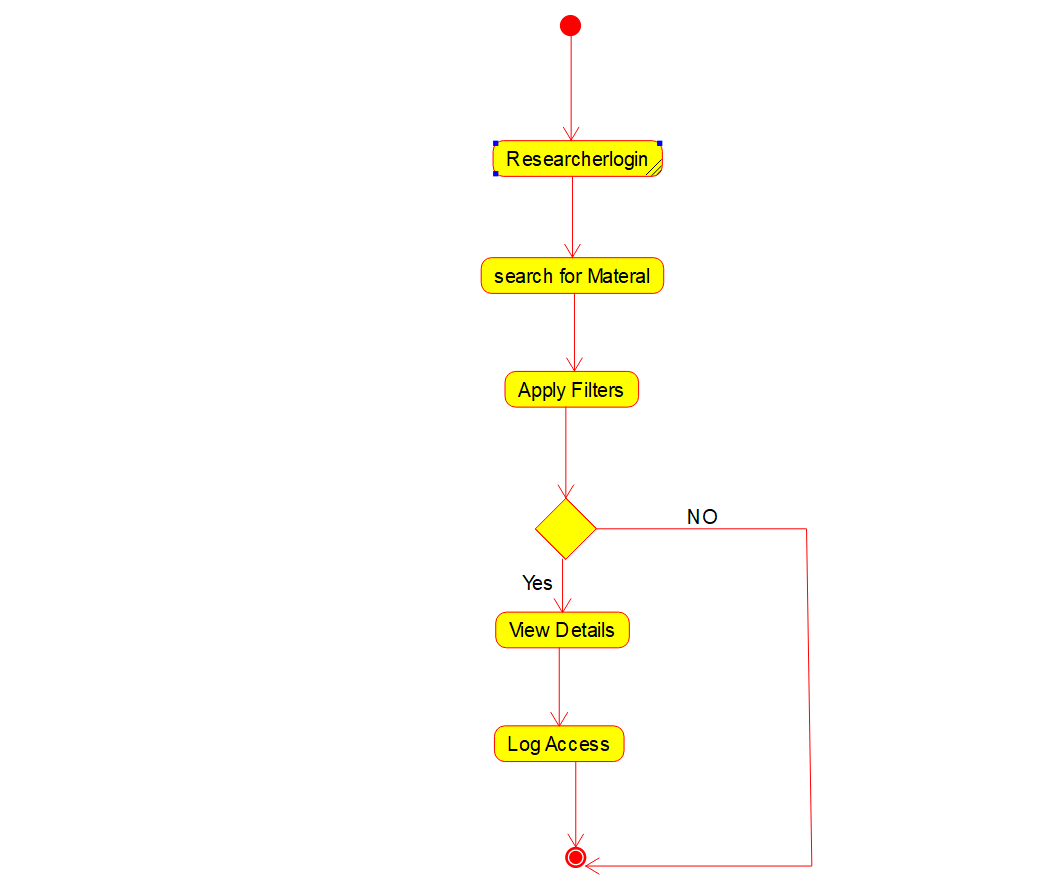 Researcherlogin
search for Materal
Apply Filters
NO
Yes
View Details
Log Access